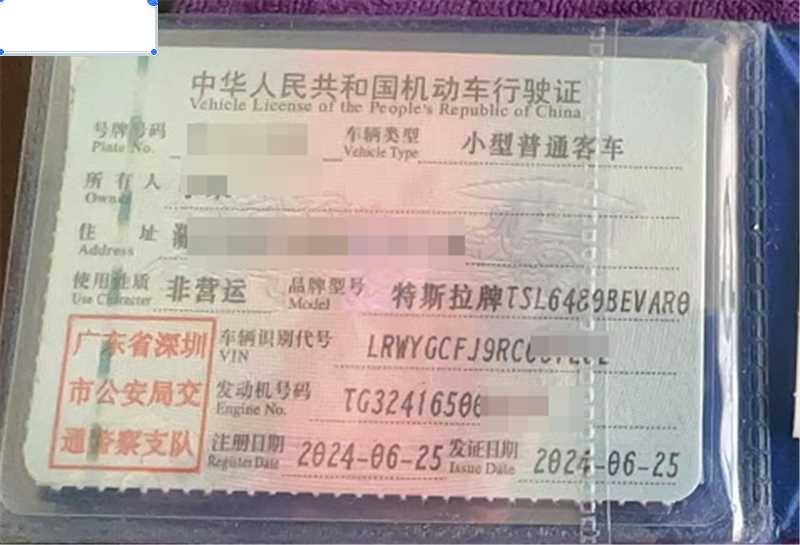 中华人民共和国机动车行驶证
Vehicle License of the People's Republic of China
号牌号码 车辆类型 小型普通客车
Plate No. Vehicle Type
所有人
Owner
住址
Address
使用性质 非营运 品牌型号 特斯拉牌TSL6489BEVAR0
Use Character Model
广东省深圳
市公安局交
通警察支队
车辆识别代号 LRWYGCFJ9RC
VIN
发动机号码 TG32416500
Engine No.
注册日期 2024-06-25 发证日期 2024-06-25
Register Date Issue Date